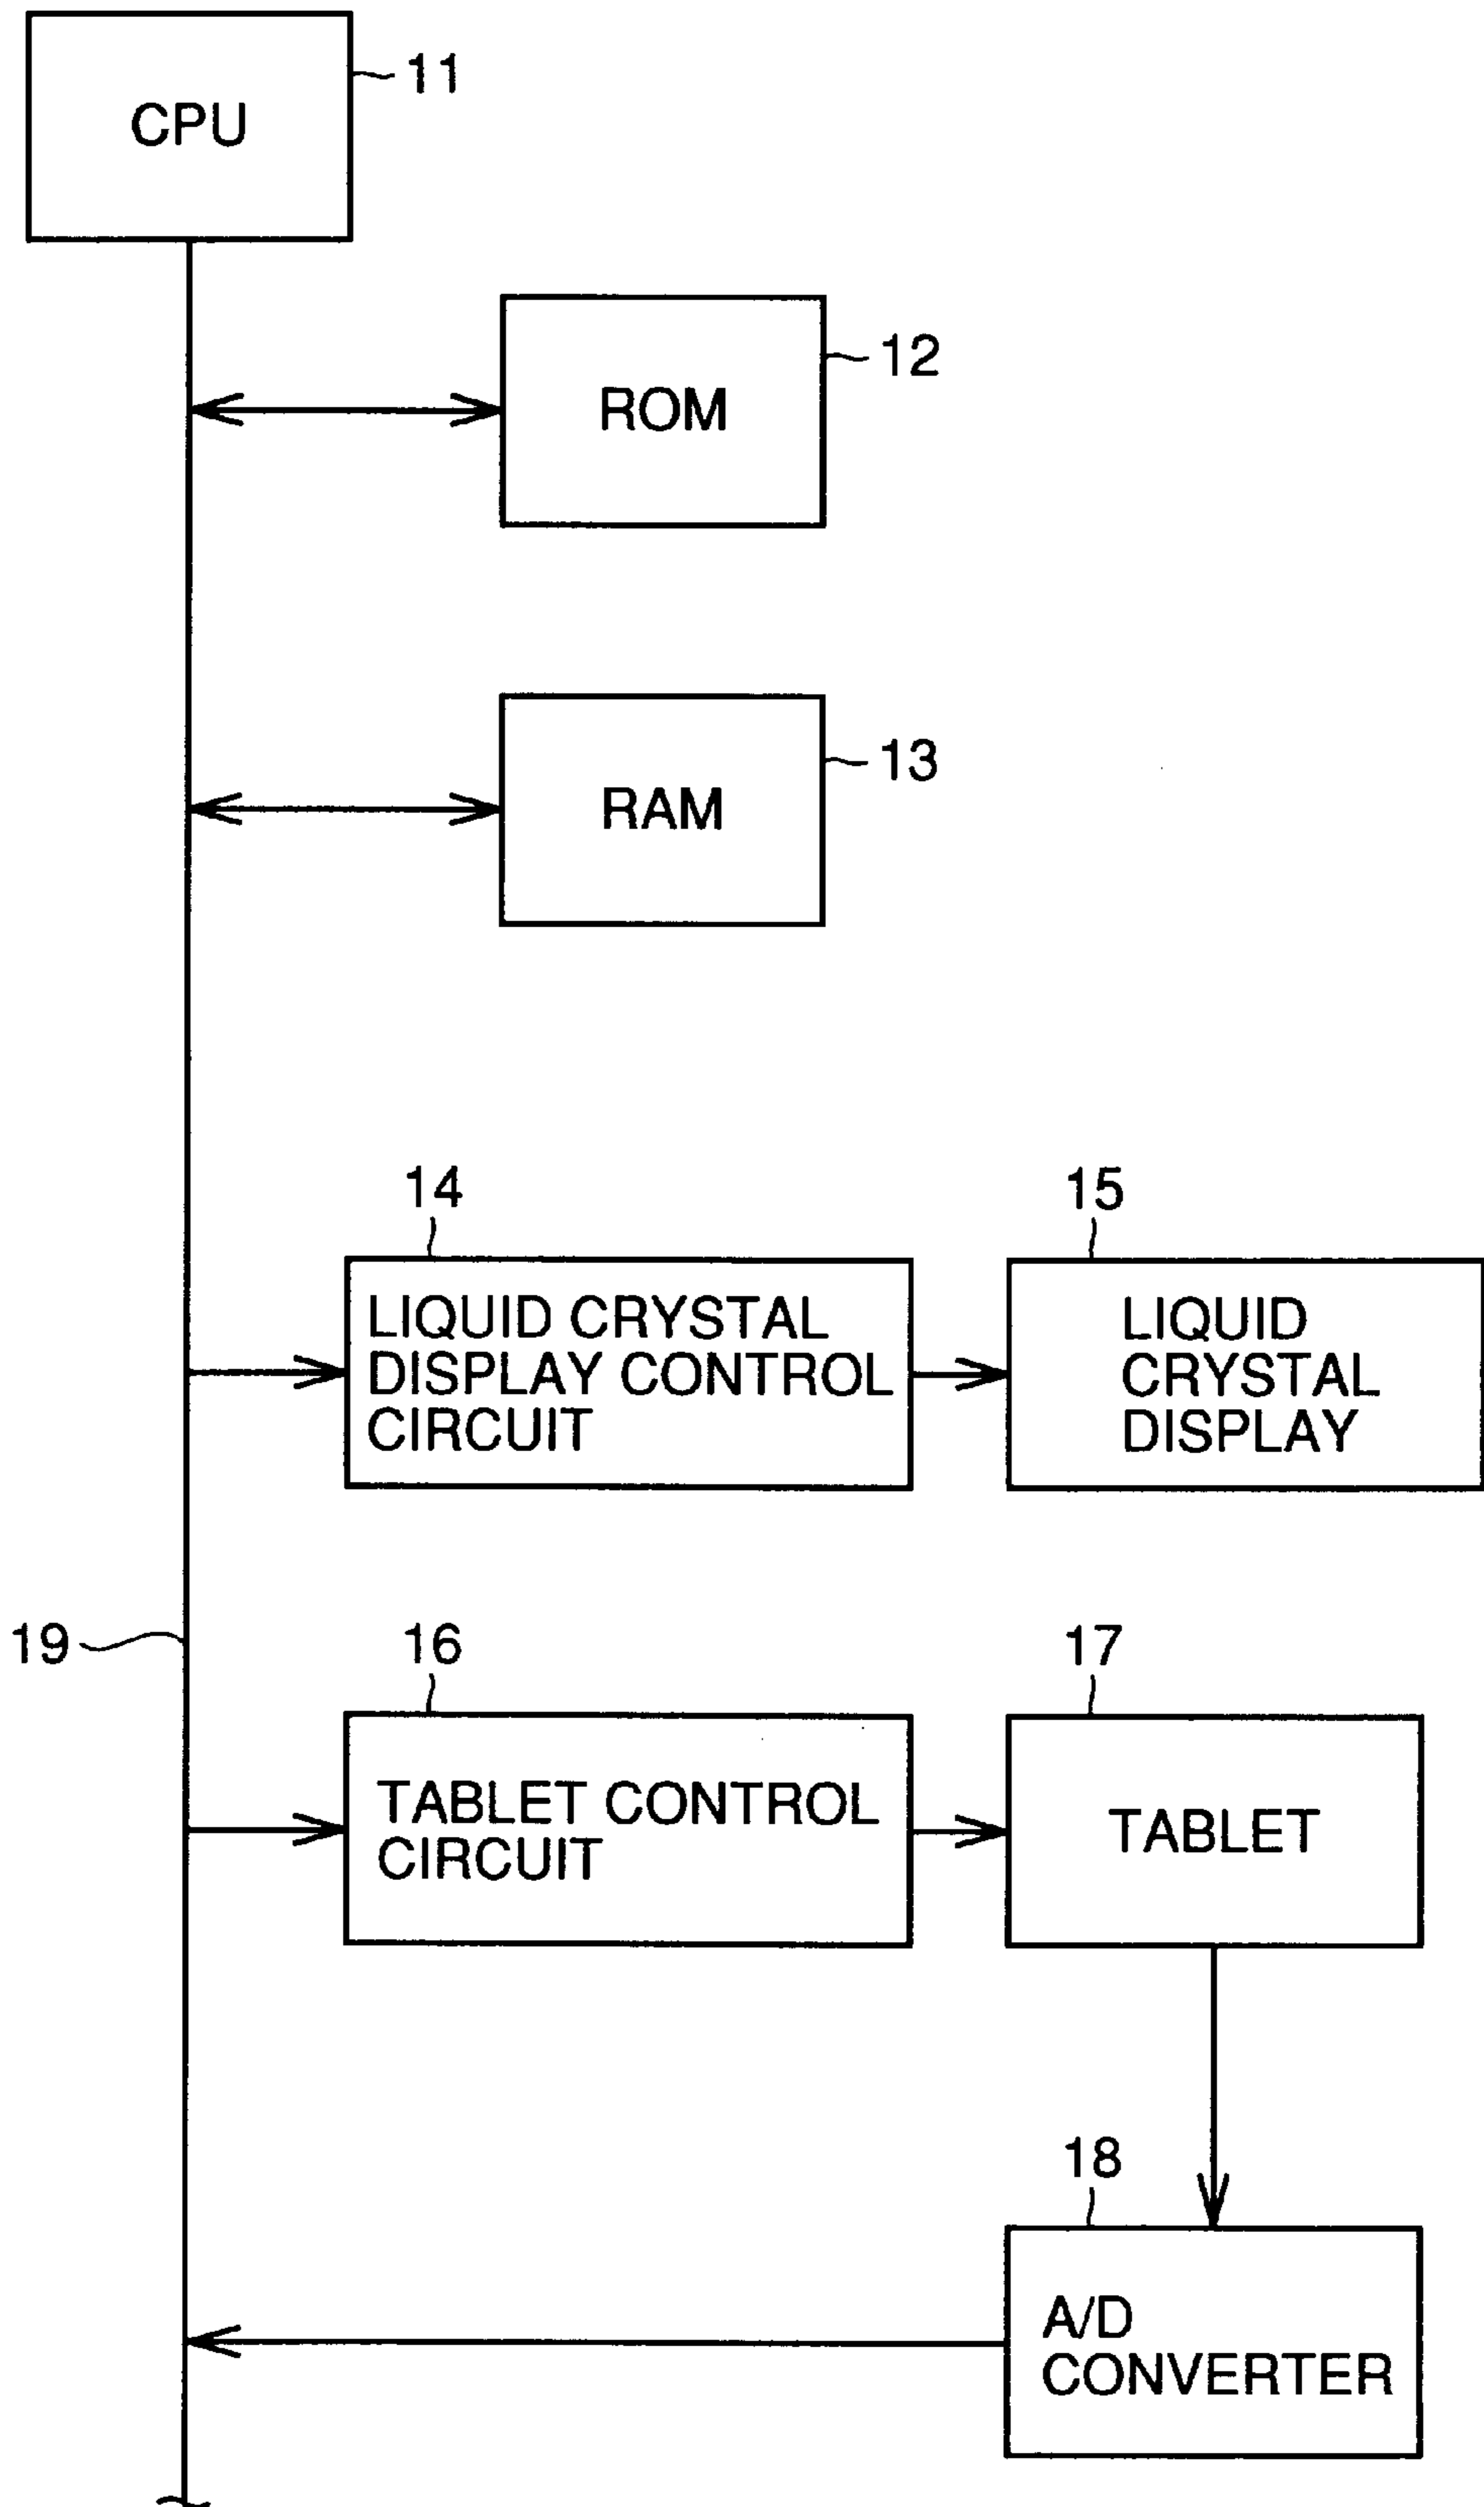 11
CPU
12
ROM
13
RAM
14
15
LIQUID CRYSTAL
DISPLAY CONTROL
CIRCUIT
LIQUID
CRYSTAL
DISPLAY
19
16
17
TABLET CONTROL
CIRCUIT
TABLET
18
A/D
CONVERTER